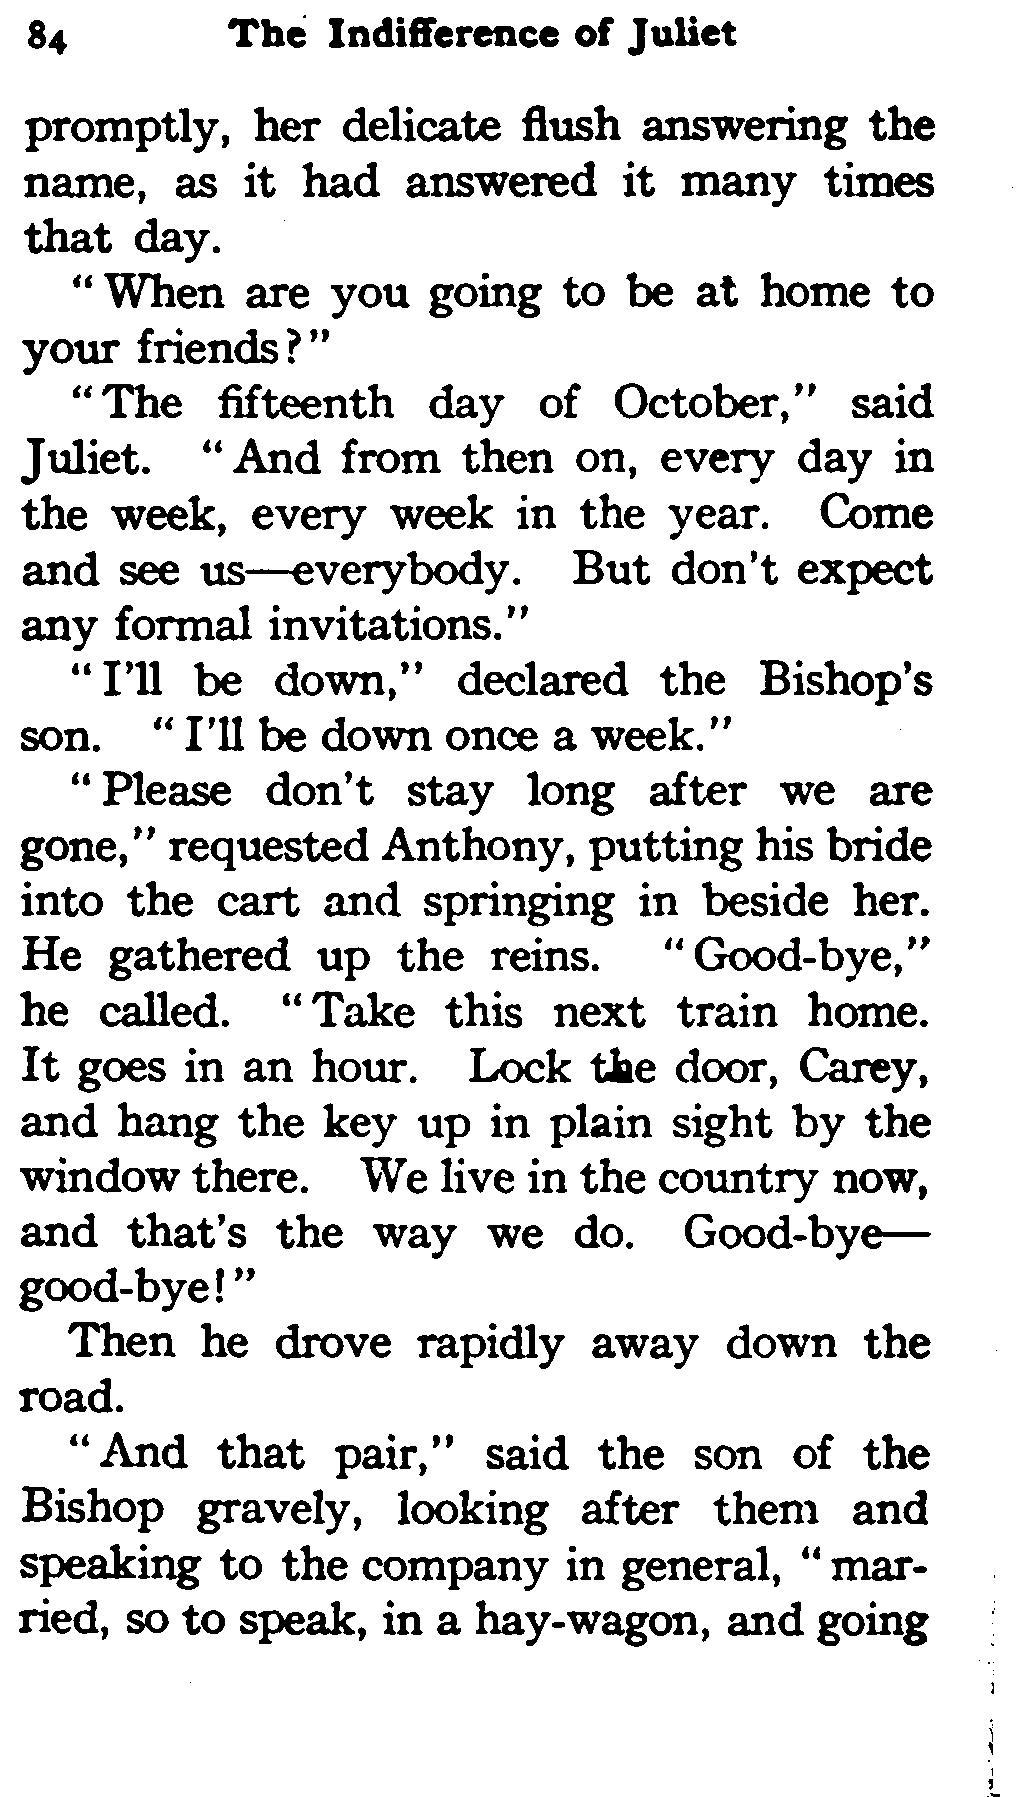 84 The Indifference of Juliet
promptly, her delicate flush answering the
name, as it had answered it many times
that day.
"When are you going to be at home to
your friends?"
"The fifteenth day of October," said
Juliet. "And from then on, every day in
the week, every week in the year. Come
and see us—everybody. But don't expect
any formal invitations."
"I'll be down," declared the Bishop's
son. "I'll be down once a week."
"Please don't stay long after we are
gone," requested Anthony, putting his bride
into the cart and springing in beside her.
He gathered up the reins. "Good-bye,"
he called. "Take this next train home.
It goes in an hour. Lock the door, Carey,
and hang the key up in plain sight by the
window there. We live in the country now,
and that's the way we do. Good-bye—
good-bye!"
Then he drove rapidly away down the
road.
"And that pair," said the son of the
Bishop gravely, looking after them and
speaking to the company in general, "mar-
ried, so to speak, in a hay-wagon, and going